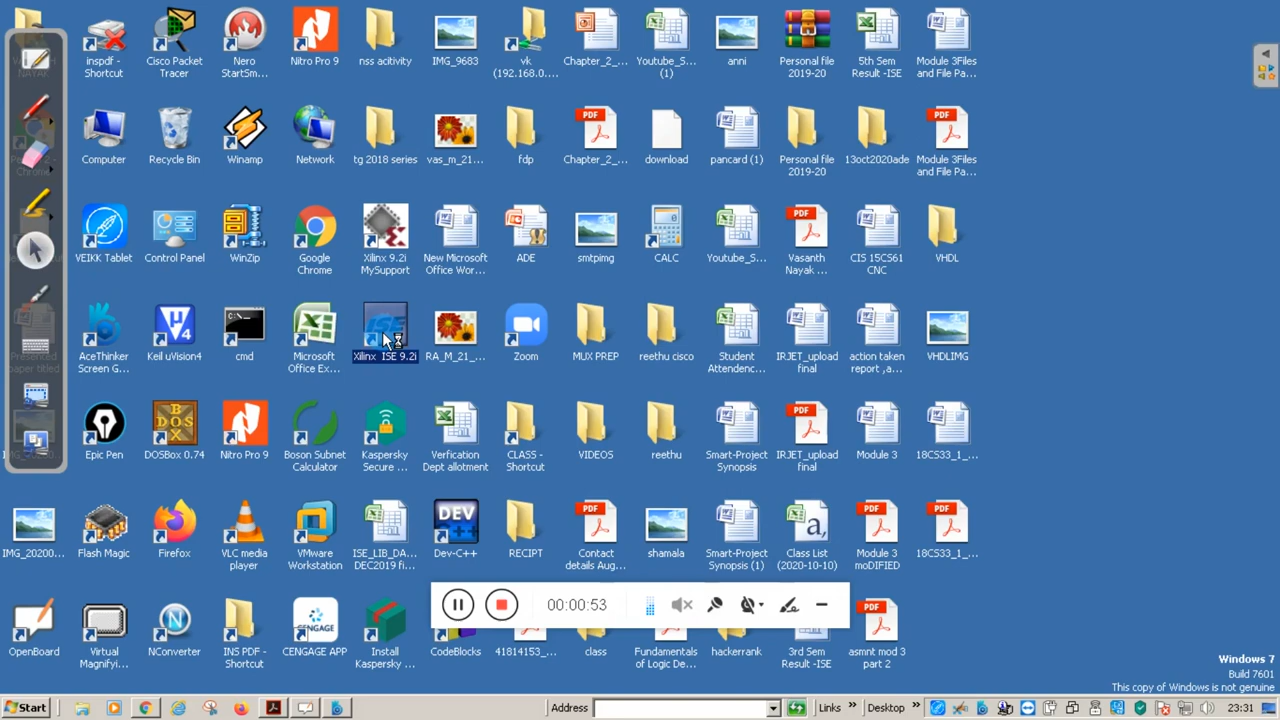 inspdf -
Shortcut
Cisco Packet
Tracer
Nero
StartSm...
Nitro Pro 9
nss acitivity
IMG_9683
vk
(192.168.0....
Chapter_2_...
Youtube_S...
(1)
anni
Personal file
2019-20
5th Sem
Result -ISE
Module 3Files
and File Pa...
Computer
Recycle Bin
Winamp
Network
tg 2018 series
vas_m_21...
fdp
PDF
Chapter_2_...
download
pancard (1)
Personal file
2019-20
13oct2020ade
PDF
Module 3Files
and File Pa...
VEIKK Tablet
Control Panel
WinZip
Google
Chrome
Xilinx 9.2i
MySupport
New Microsoft
Office Wor...
ADE
smtpimg
CALC
Youtube_S...
PDF
Vasanth
Nayak ...
CIS 15CS61
CNC
VHDL
AceThinker
Screen G...
Keil uVision4
cmd
Microsoft
Office Ex...
ISE
Xilinx ISE 9.2i
RA_M_21_...
Zoom
MUX PREP
reethu cisco
Student
Attendenc...
IRJET_upload
final
action taken
report ,a...
VHDLIMG
Epic Pen
DOSBox 0.74
Nitro Pro 9
Boson Subnet
Calculator
Kaspersky
Secure ...
Verfication
Dept allotment
CLASS -
Shortcut
VIDEOS
reethu
Smart-Project
Synopsis
PDF
IRJET_upload
final
Module 3
18CS33_1_...
IMG_20200...
Flash Magic
Firefox
VLC media
player
VMware
Workstation
ISE_LIB_DA...
DEC2019 fi...
DEV
Dev-C++
RECIPT
PDF
Contact
details Aug...
shamala
Smart-Project
Synopsis (1)
Class List
(2020-10-10)
PDF
Module 3
moDIFIED
PDF
18CS33_1_...
00:00:53
OpenBoard
Virtual
Magnifyi...
NConverter
INS PDF -
Shortcut
CENGAGE
CENGAGE APP
Install
Kaspersky ...
CodeBlocks
41814153_...
class
Fundamentals
of Logic De...
hackerrank
3rd Sem
Result -ISE
PDF
asmnt mod 3
part 2
Windows 7
Build 7601
This copy of Windows is not genuine
Start
Address
Links »
Desktop »
23:31